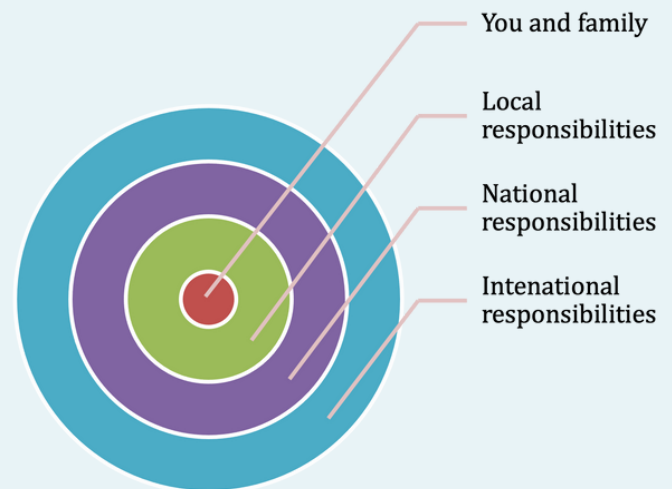 You and family
Local
responsibilities
National
responsibilities
Intenational
responsibilities